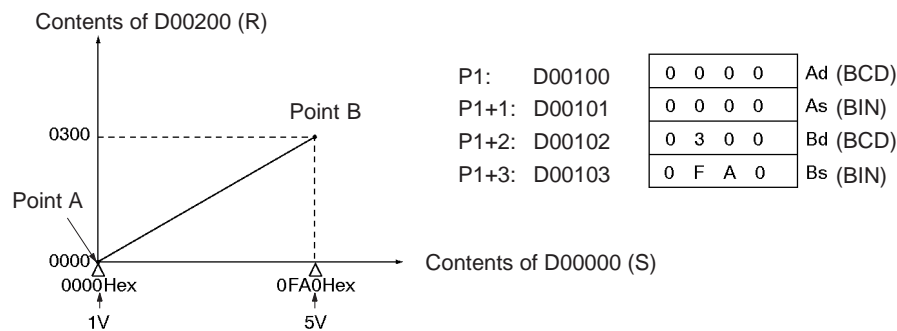 Contents of D00200 (R)
Point B
0300
Point A
0000
0000Hex
0FA0Hex
1V
5V
Contents of D00000 (S)
P1: D00100 0 0 0 0 Ad (BCD)
P1+1: D00101 0 0 0 0 As (BIN)
P1+2: D00102 0 3 0 0 Bd (BCD)
P1+3: D00103 0 F A 0 Bs (BIN)